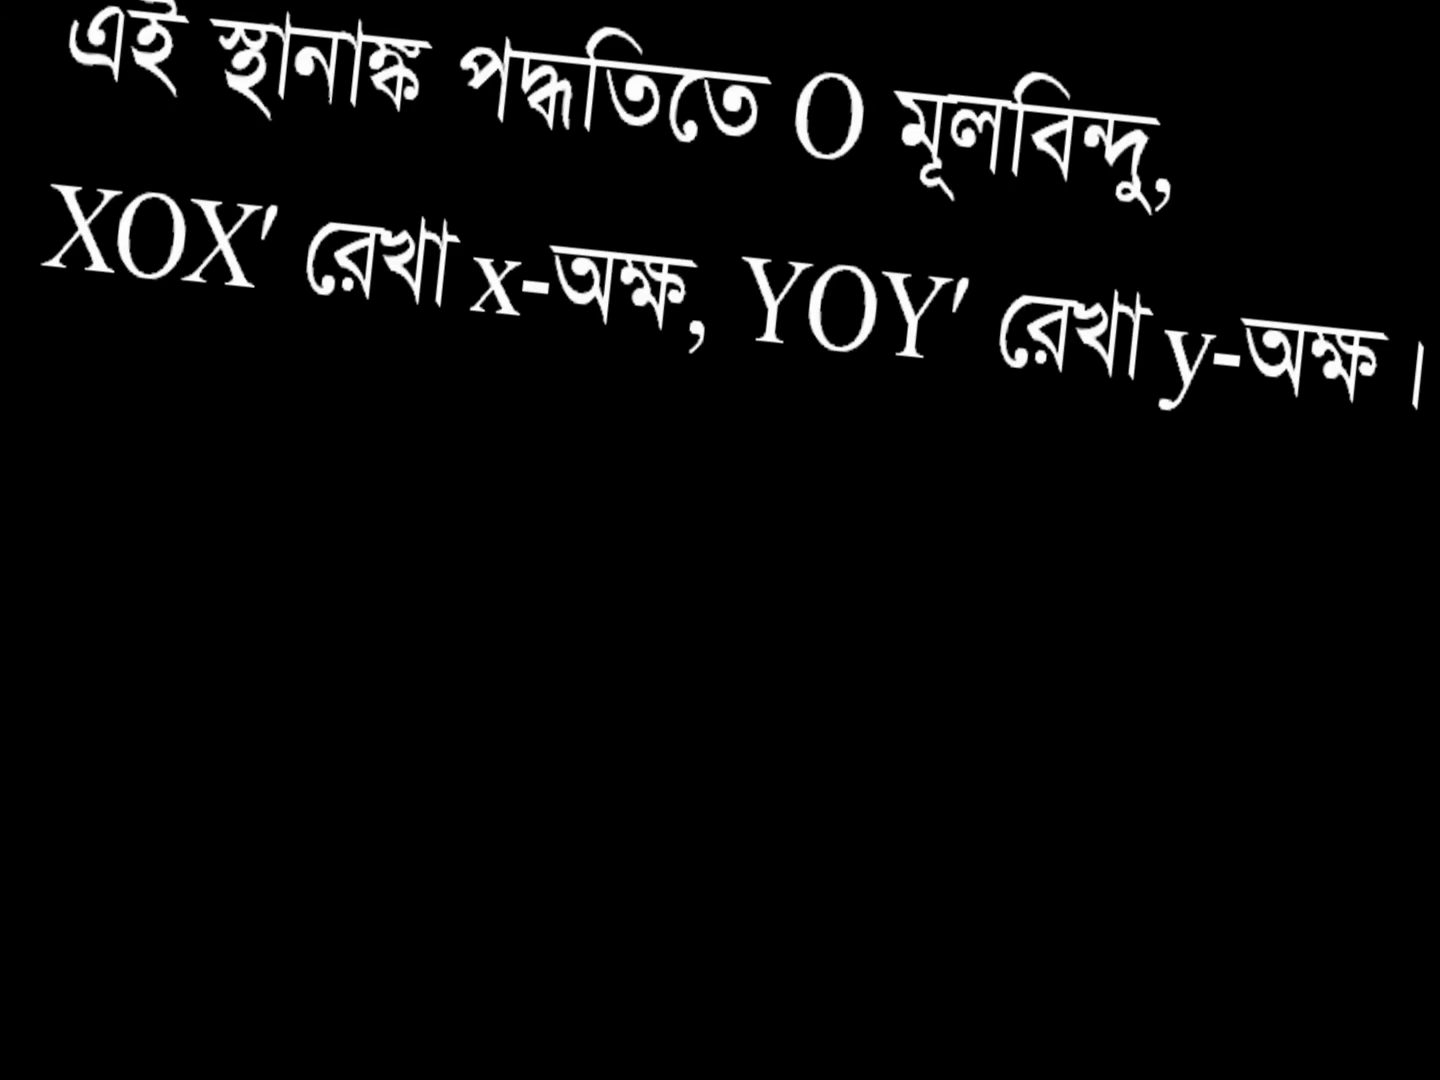 এই স্থানাঙ্ক পদ্ধতিতে O মূলবিন্দু,
XOX′ রেখা x-অক্ষ, YOY′ রেখা y-অক্ষ।